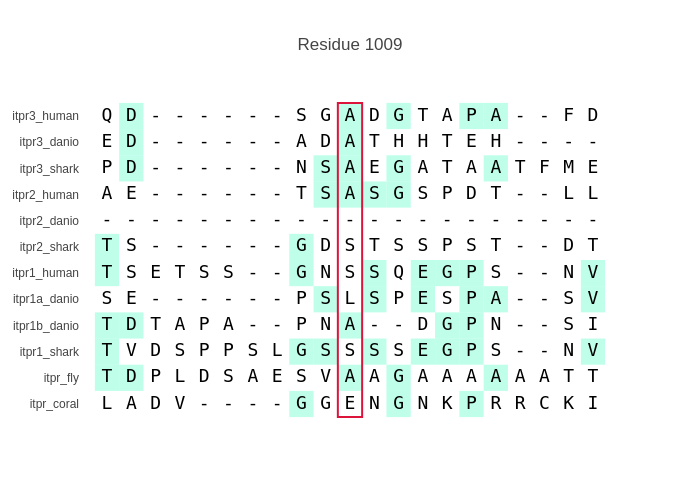 Residue 1009
itpr3_human Q D - - - - - - S G A D G T A P A - - F D
itpr3_danio E D - - - - - - A D A T H H T E H - - - -
itpr3_shark P D - - - - - - N S A E G A T A A T F M E
itpr2_human A E - - - - - - T S A S G S P D T - - L L
itpr2_danio - - - - - - - - - - - - - - - - - - - - -
itpr2_shark T S - - - - - - G D S T S S P S T - - D T
itpr1_human T S E T S S - - G N S S Q E G P S - - N V
itpr1a_danio S E - - - - - - P S L S P E S P A - - S V
itpr1b_danio T D T A P A - - P N A - - D G P N - - S I
itpr1_shark T V D S P P S L G S S S S E G P S - - N V
itpr_fly T D P L D S A E S V A A G A A A A A A T T
itpr_coral L A D V - - - - G G E N G N K P R R C K I